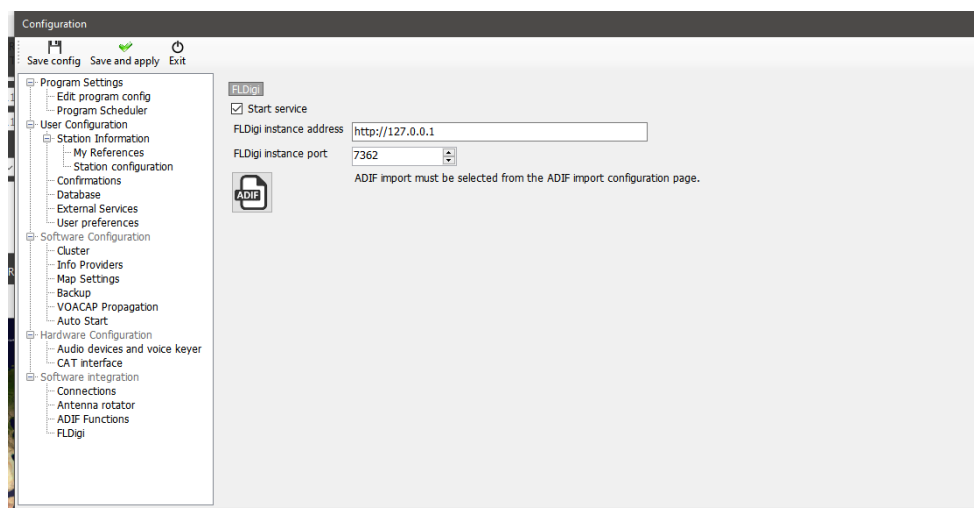 Configuration
Save config Save and apply Exit
Program Settings
Edit program config
Program Scheduler
User Configuration
Station Information
My References
Station configuration
Confirmations
Database
External Services
User preferences
Software Configuration
Cluster
Info Providers
Map Settings
Backup
VOACAP Propagation
Auto Start
Hardware Configuration
Audio devices and voice keyer
CAT interface
Software integration
Connections
Antenna rotator
ADIF Functions
FLDigi
FLDigi
Start service
FLDigi instance address http://127.0.0.1
FLDigi instance port 7362
ADIF import must be selected from the ADIF import configuration page.
ADIF